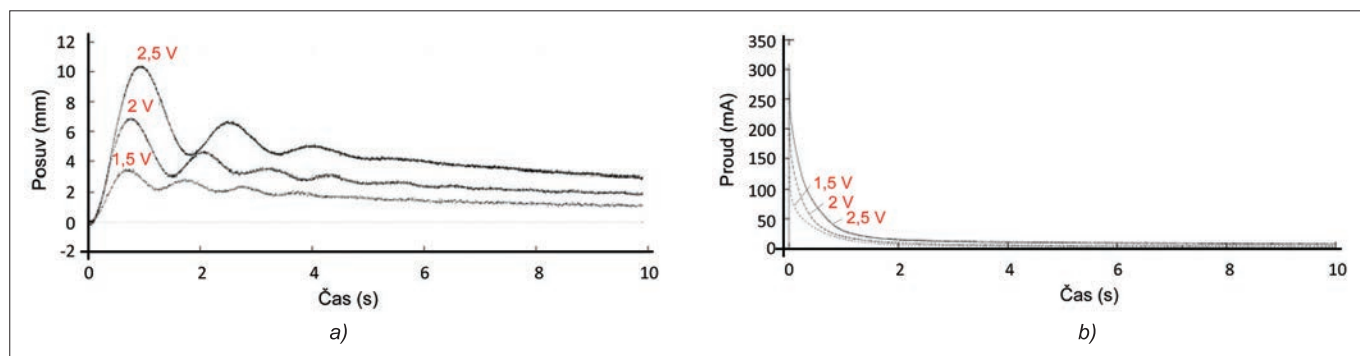 12
10
8
6
4
2
0
-2
Posuv (mm)
2,5 V
2 V
1,5 V
0 2 4 6 8 10
Čas (s)
a)
350
300
250
200
150
100
50
0
Proud (mA)
1,5 V
2 V
2,5 V
0 2 4 6 8 10
Čas (s)
b)